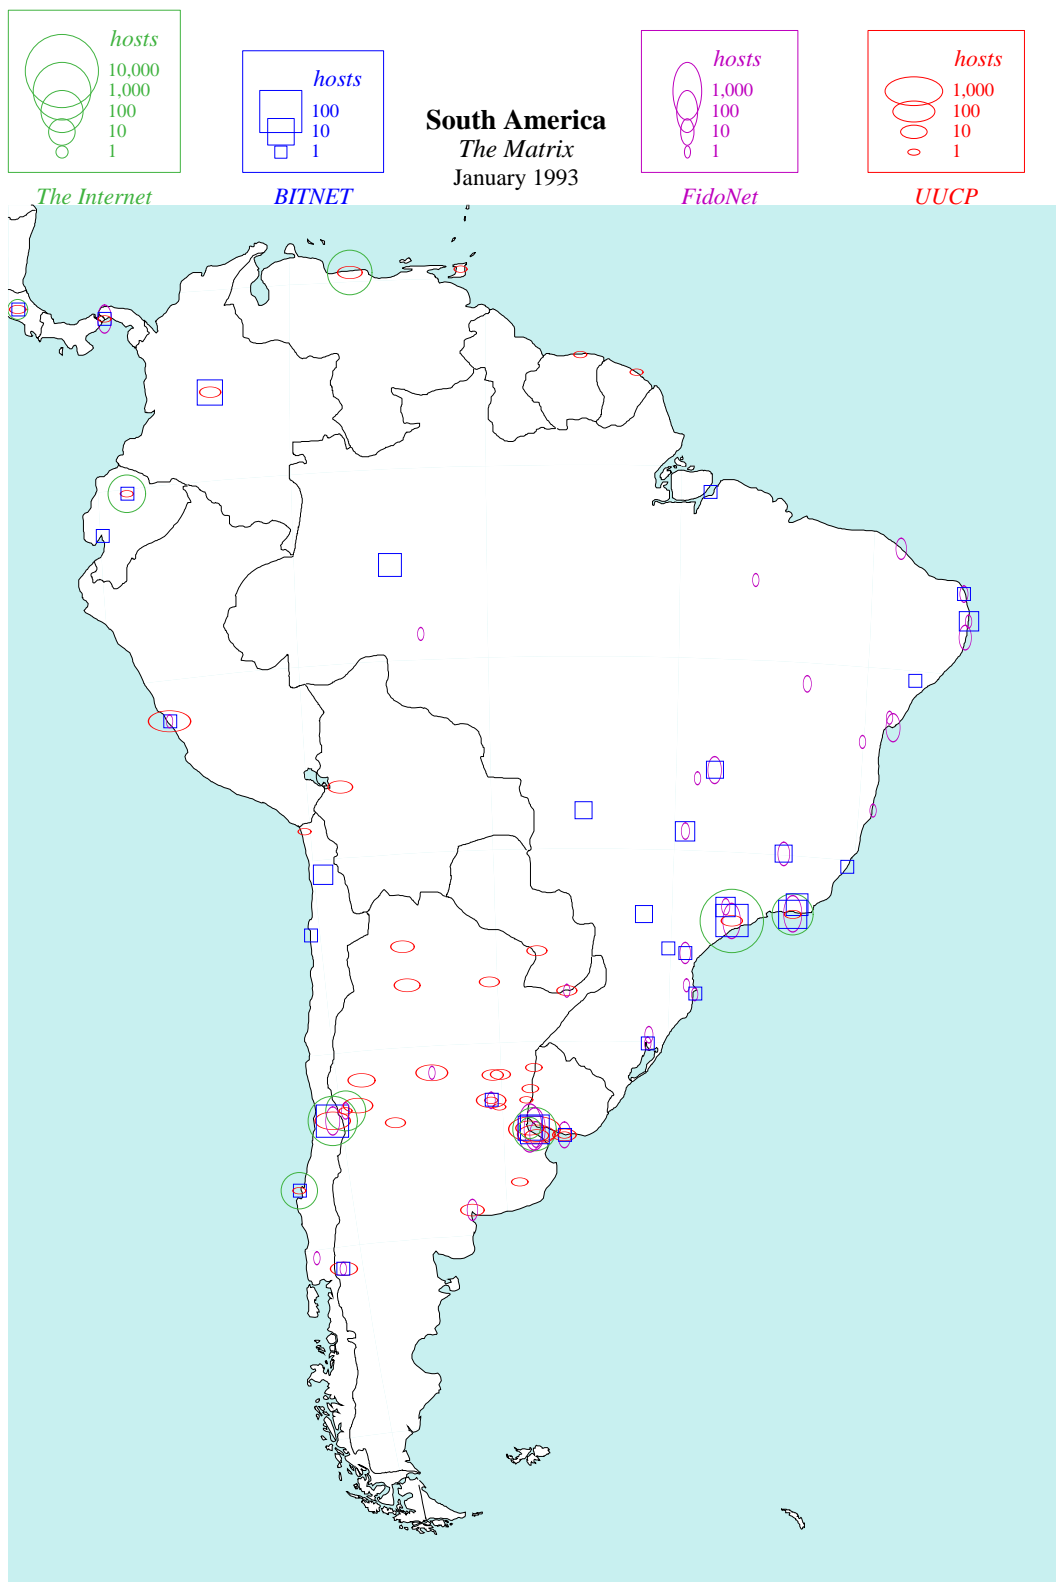 hosts
10,000
1,000
100
10
1
The Internet
hosts
100
10
1
BITNET
South America
The Matrix
January 1993
hosts
1,000
100
10
1
FidoNet
hosts
1,000
100
10
1
UUCP